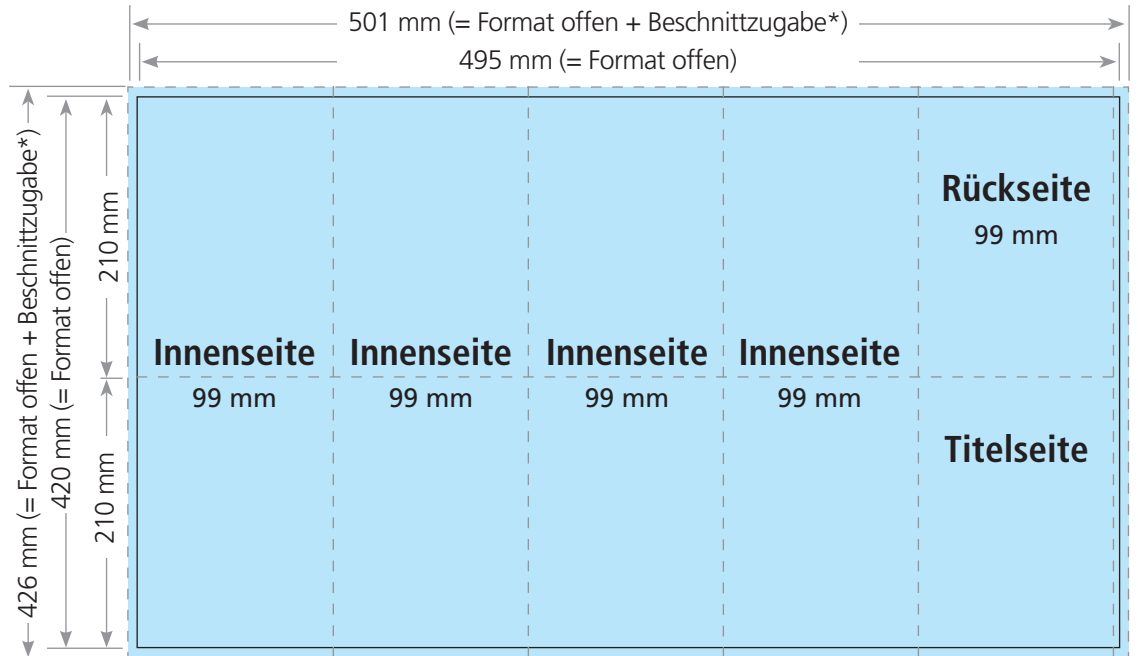 501 mm (= Format offen + Beschnittzugabe*)
495 mm (= Format offen)
426 mm (= Format offen + Beschnittzugabe*)
420 mm (= Format offen)
210 mm
210 mm
Rückseite
99 mm
Innenseite Innenseite Innenseite Innenseite
99 mm 99 mm 99 mm 99 mm
Titelseite